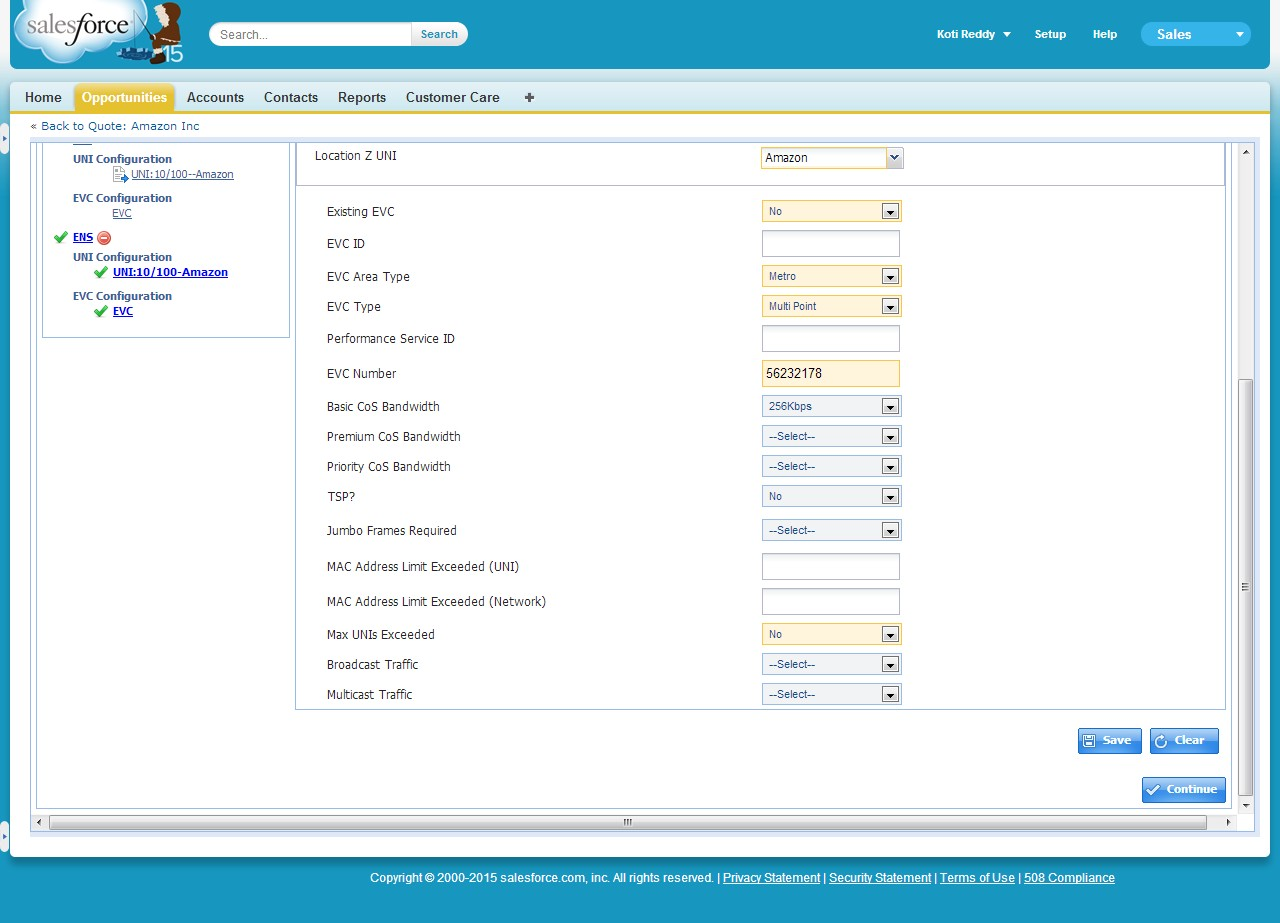 salesforce 15
Search... Search
Koti Reddy Setup Help Sales
Home Opportunities Accounts Contacts Reports Customer Care +
« Back to Quote: Amazon Inc
UNI Configuration
UNI:10/100--Amazon
EVC Configuration
EVC
ENS
UNI Configuration
UNI:10/100-Amazon
EVC Configuration
EVC
Location Z UNI Amazon
Existing EVC No
EVC ID
EVC Area Type Metro
EVC Type Multi Point
Performance Service ID
EVC Number 56232178
Basic CoS Bandwidth 256Kbps
Premium CoS Bandwidth --Select--
Priority CoS Bandwidth --Select--
TSP? No
Jumbo Frames Required --Select--
MAC Address Limit Exceeded (UNI)
MAC Address Limit Exceeded (Network)
Max UNIs Exceeded No
Broadcast Traffic --Select--
Multicast Traffic --Select--
Save Clear
Continue
Copyright © 2000-2015 salesforce.com, inc. All rights reserved. | Privacy Statement | Security Statement | Terms of Use | 508 Compliance